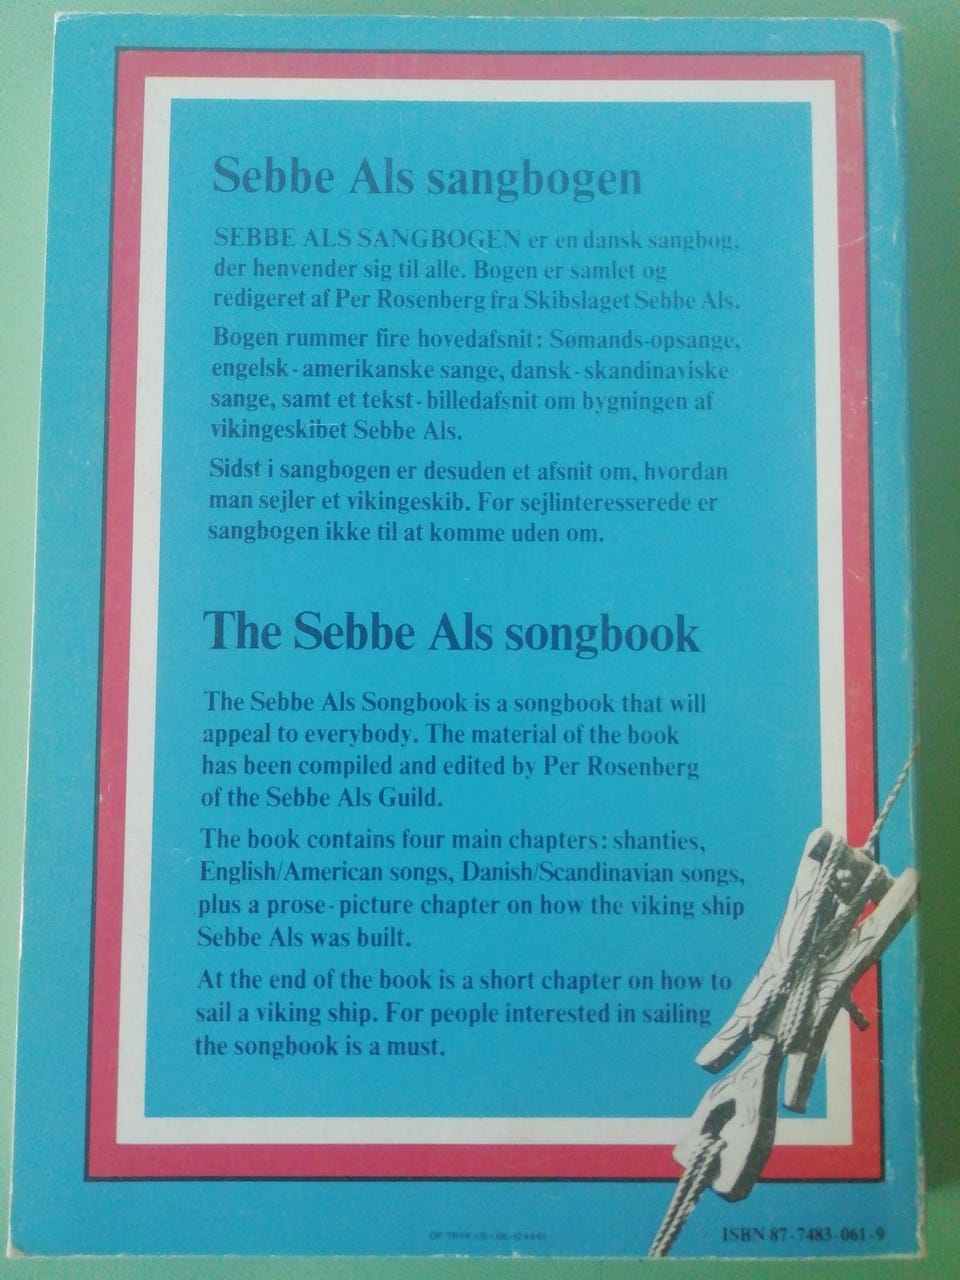 Sebbe Als sangbogen
SEBBE ALS SANGBOGEN er en dansk sangbog,
der henvender sig til alle. Bogen er samlet og
redigeret af Per Rosenberg fra Skibslaget Sebbe Als.
Bogen rummer fire hovedafsnit: Sømands-opsange,
engelsk-amerikanske sange, dansk-skandinaviske
sange, samt et tekst-billedafsnit om bygningen af
vikingeskibet Sebbe Als.
Sidst i sangbogen er desuden et afsnit om, hvordan
man sejler et vikingeskib. For sejlinteresserede er
sangbogen ikke til at komme uden om.
The Sebbe Als songbook
The Sebbe Als Songbook is a songbook that will
appeal to everybody. The material of the book
has been compiled and edited by Per Rosenberg
of the Sebbe Als Guild.
The book contains four main chapters: shanties,
English/American songs, Danish/Scandinavian songs,
plus a prose-picture chapter on how the viking ship
Sebbe Als was built.
At the end of the book is a short chapter on how to
sail a viking ship. For people interested in sailing
the songbook is a must.
ISBN 87-7483-061-9